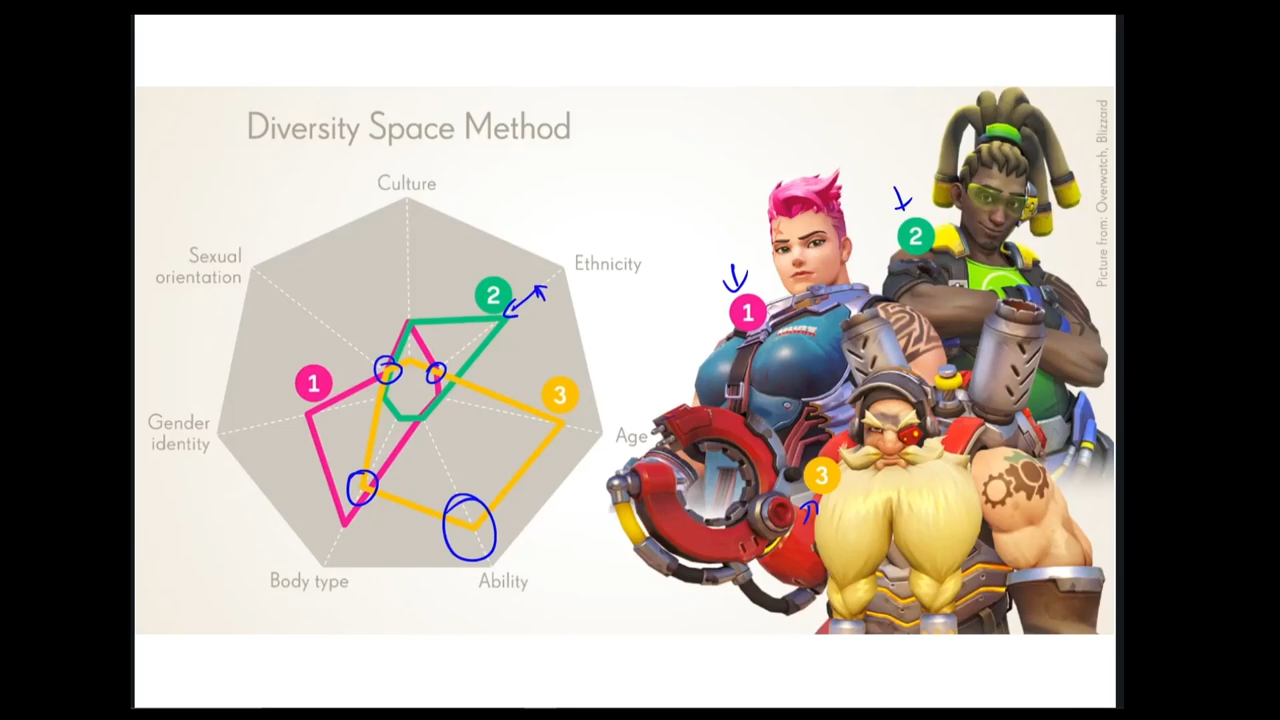 Diversity Space Method
Culture
Sexual
orientation
Ethnicity
2
1
3
Gender
identity
Age
Body type
Ability
1
2
3
Picture from: Overwatch, Blizzard